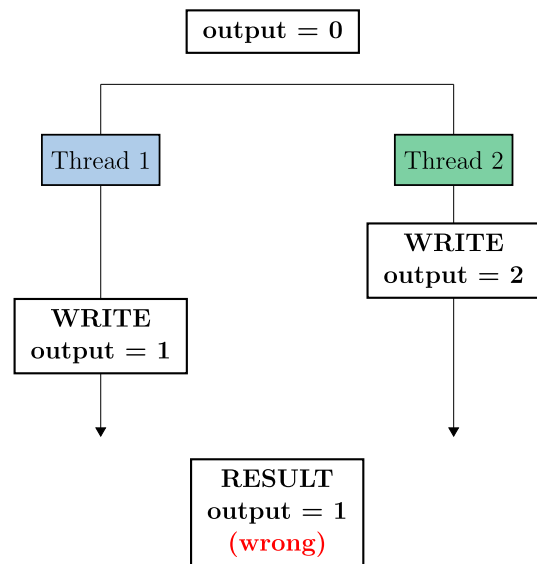 output = 0
Thread 1
Thread 2
WRITE
output = 2
WRITE
output = 1
RESULT
output = 1
(wrong)